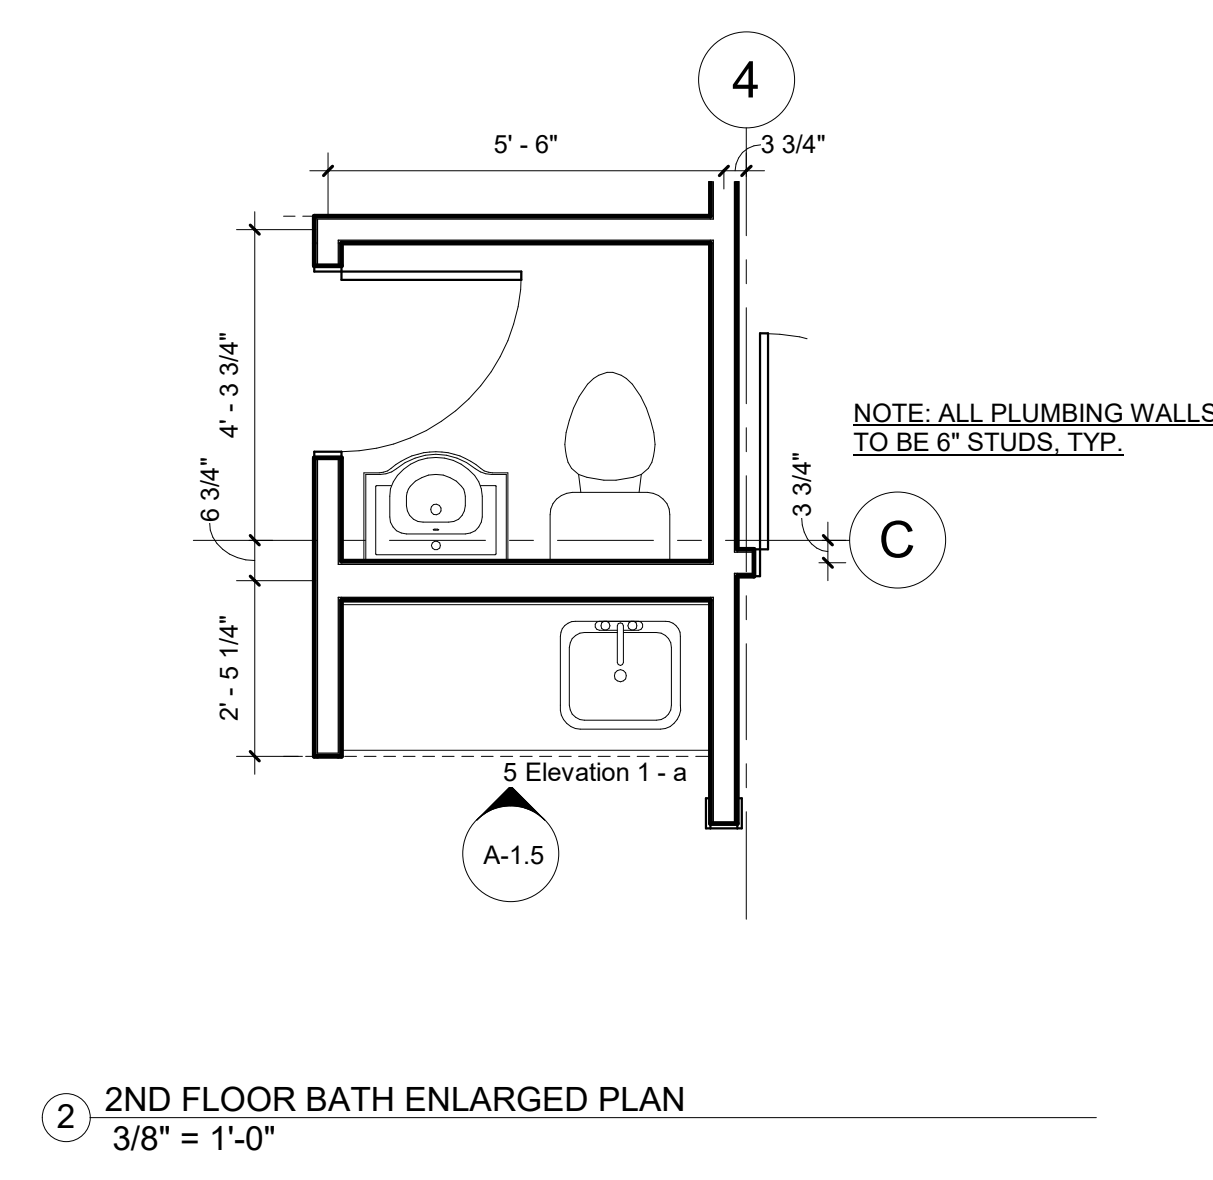 4
5' - 6"
3 3/4"
4' - 3 3/4"
NOTE: ALL PLUMBING WALLS
TO BE 6" STUDS, TYP.
6 3/4"
3 3/4"
C
2' - 5 1/4"
5 Elevation 1 - a
A-1.5
2
2ND FLOOR BATH ENLARGED PLAN
3/8" = 1'-0"